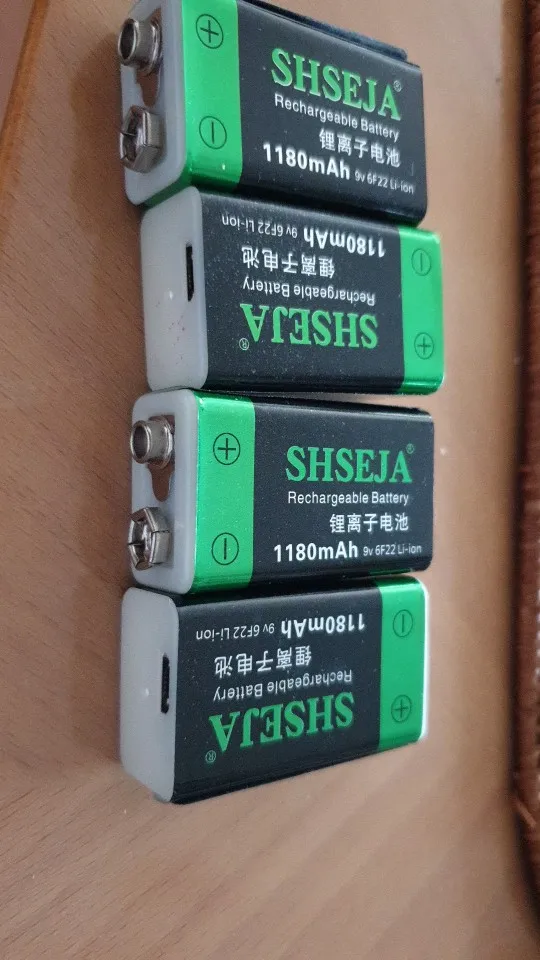 SHSEJA®
Rechargeable Battery
锂离子电池
1180mAh 9v 6F22 Li-ion
SHSEJA®
Rechargeable Battery
锂离子电池
1180mAh 9v 6F22 Li-ion
SHSEJA®
Rechargeable Battery
锂离子电池
1180mAh 9v 6F22 Li-ion
SHSEJA®
Rechargeable Battery
锂离子电池
1180mAh 9v 6F22 Li-ion